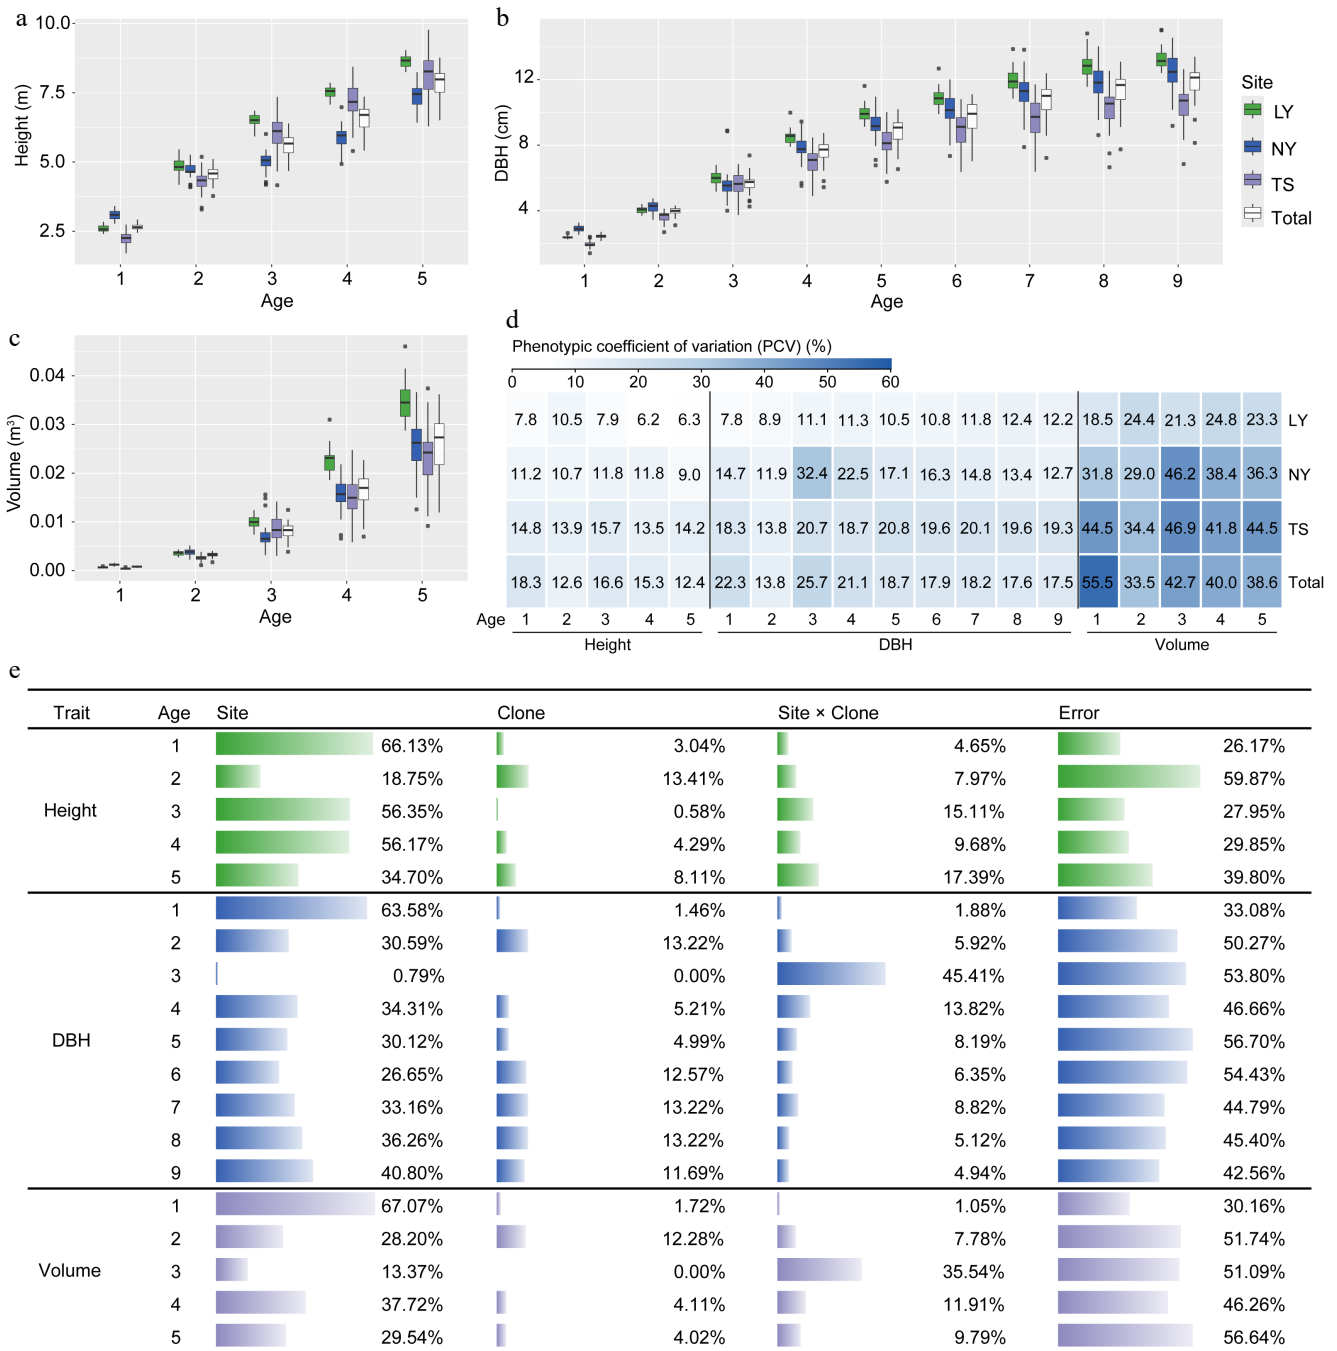 a
10.0
7.5
5.0
2.5
Height (m)
1 2 3 4 5
Age
b
12
8
4
DBH (cm)
1 2 3 4 5 6 7 8 9
Age
Site
LY
NY
TS
Total
c
0.04
0.03
0.02
0.01
0.00
Volume (m³)
1 2 3 4 5
Age
d
Phenotypic coefficient of variation (PCV) (%)
0 10 20 30 40 50 60
7.8 10.5 7.9 6.2 6.3 7.8 8.9 11.1 11.3 10.5 10.8 11.8 12.4 12.2 18.5 24.4 21.3 24.8 23.3 LY
11.2 10.7 11.8 11.8 9.0 14.7 11.9 32.4 22.5 17.1 16.3 14.8 13.4 12.7 31.8 29.0 46.2 38.4 36.3 NY
14.8 13.9 15.7 13.5 14.2 18.3 13.8 20.7 18.7 20.8 19.6 20.1 19.6 19.3 44.5 34.4 46.9 41.8 44.5 TS
18.3 12.6 16.6 15.3 12.4 22.3 13.8 25.7 21.1 18.7 17.9 18.2 17.6 17.5 55.5 33.5 42.7 40.0 38.6 Total
Age 1 2 3 4 5 1 2 3 4 5 6 7 8 9 1 2 3 4 5
Height DBH Volume
e
Trait Age Site Clone Site × Clone Error
1 66.13% 3.04% 4.65% 26.17%
2 18.75% 13.41% 7.97% 59.87%
Height 3 56.35% 0.58% 15.11% 27.95%
4 56.17% 4.29% 9.68% 29.85%
5 34.70% 8.11% 17.39% 39.80%
1 63.58% 1.46% 1.88% 33.08%
2 30.59% 13.22% 5.92% 50.27%
3 0.79% 0.00% 45.41% 53.80%
4 34.31% 5.21% 13.82% 46.66%
DBH 5 30.12% 4.99% 8.19% 56.70%
6 26.65% 12.57% 6.35% 54.43%
7 33.16% 13.22% 8.82% 44.79%
8 36.26% 13.22% 5.12% 45.40%
9 40.80% 11.69% 4.94% 42.56%
1 67.07% 1.72% 1.05% 30.16%
2 28.20% 12.28% 7.78% 51.74%
Volume 3 13.37% 0.00% 35.54% 51.09%
4 37.72% 4.11% 11.91% 46.26%
5 29.54% 4.02% 9.79% 56.64%